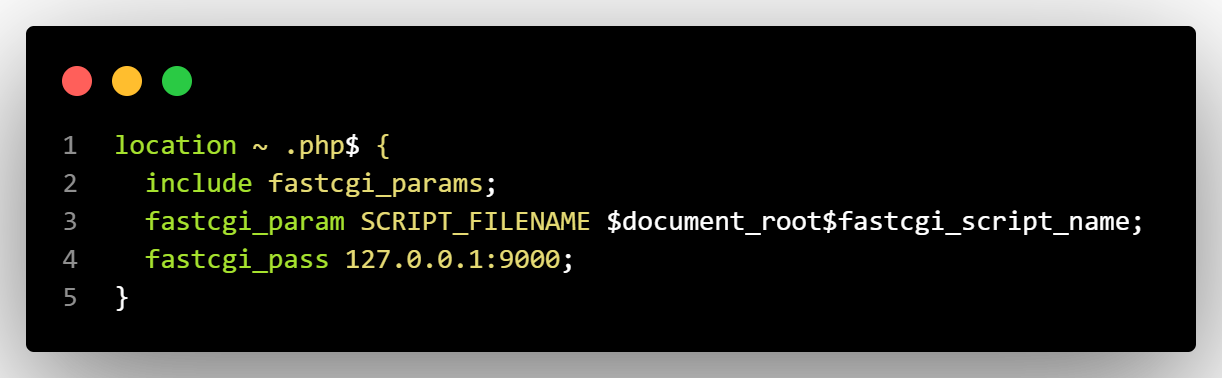 1 location ~ .php$ {
2 include fastcgi_params;
3 fastcgi_param SCRIPT_FILENAME $document_root$fastcgi_script_name;
4 fastcgi_pass 127.0.0.1:9000;
5 }